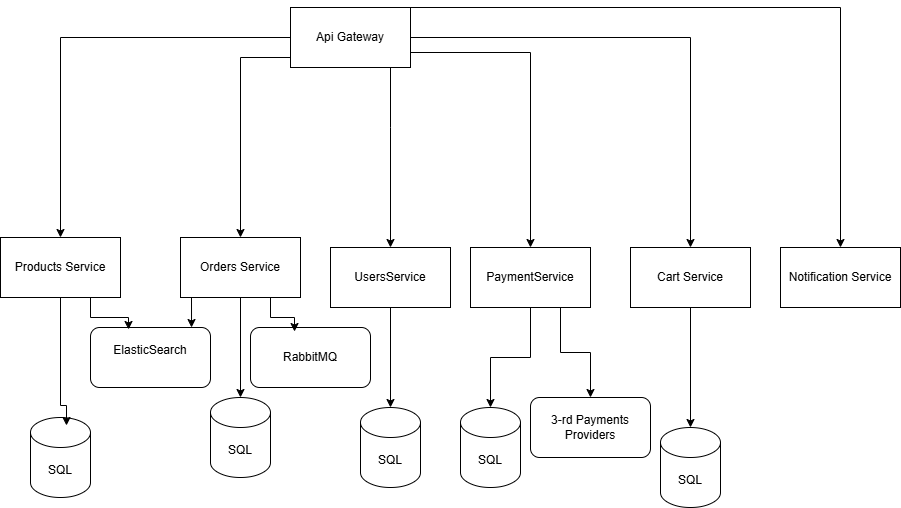 Api Gateway
Products Service
Orders Service
UsersService
PaymentService
Cart Service
Notification Service
ElasticSearch
RabbitMQ
3-rd Payments
Providers
SQL
SQL
SQL
SQL
SQL